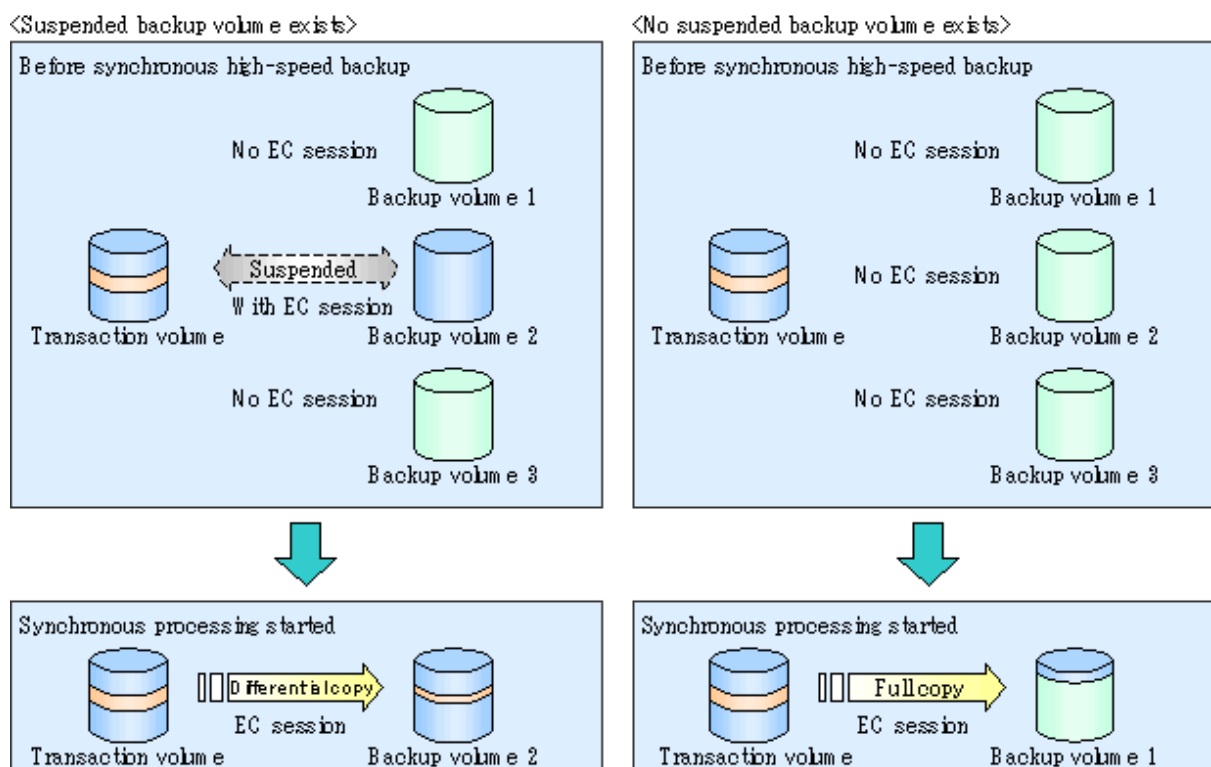 <Suspended backup volume exists>
Before synchronous high-speed backup
No EC session
Backup volume 1
Suspended
With EC session
Transaction volume
Backup volume 2
No EC session
Backup volume 3
Synchronous processing started
Differential copy
EC session
Transaction volume
Backup volume 2
<No suspended backup volume exists>
Before synchronous high-speed backup
No EC session
Backup volume 1
No EC session
Transaction volume
Backup volume 2
No EC session
Backup volume 3
Synchronous processing started
Full copy
EC session
Transaction volume
Backup volume 1